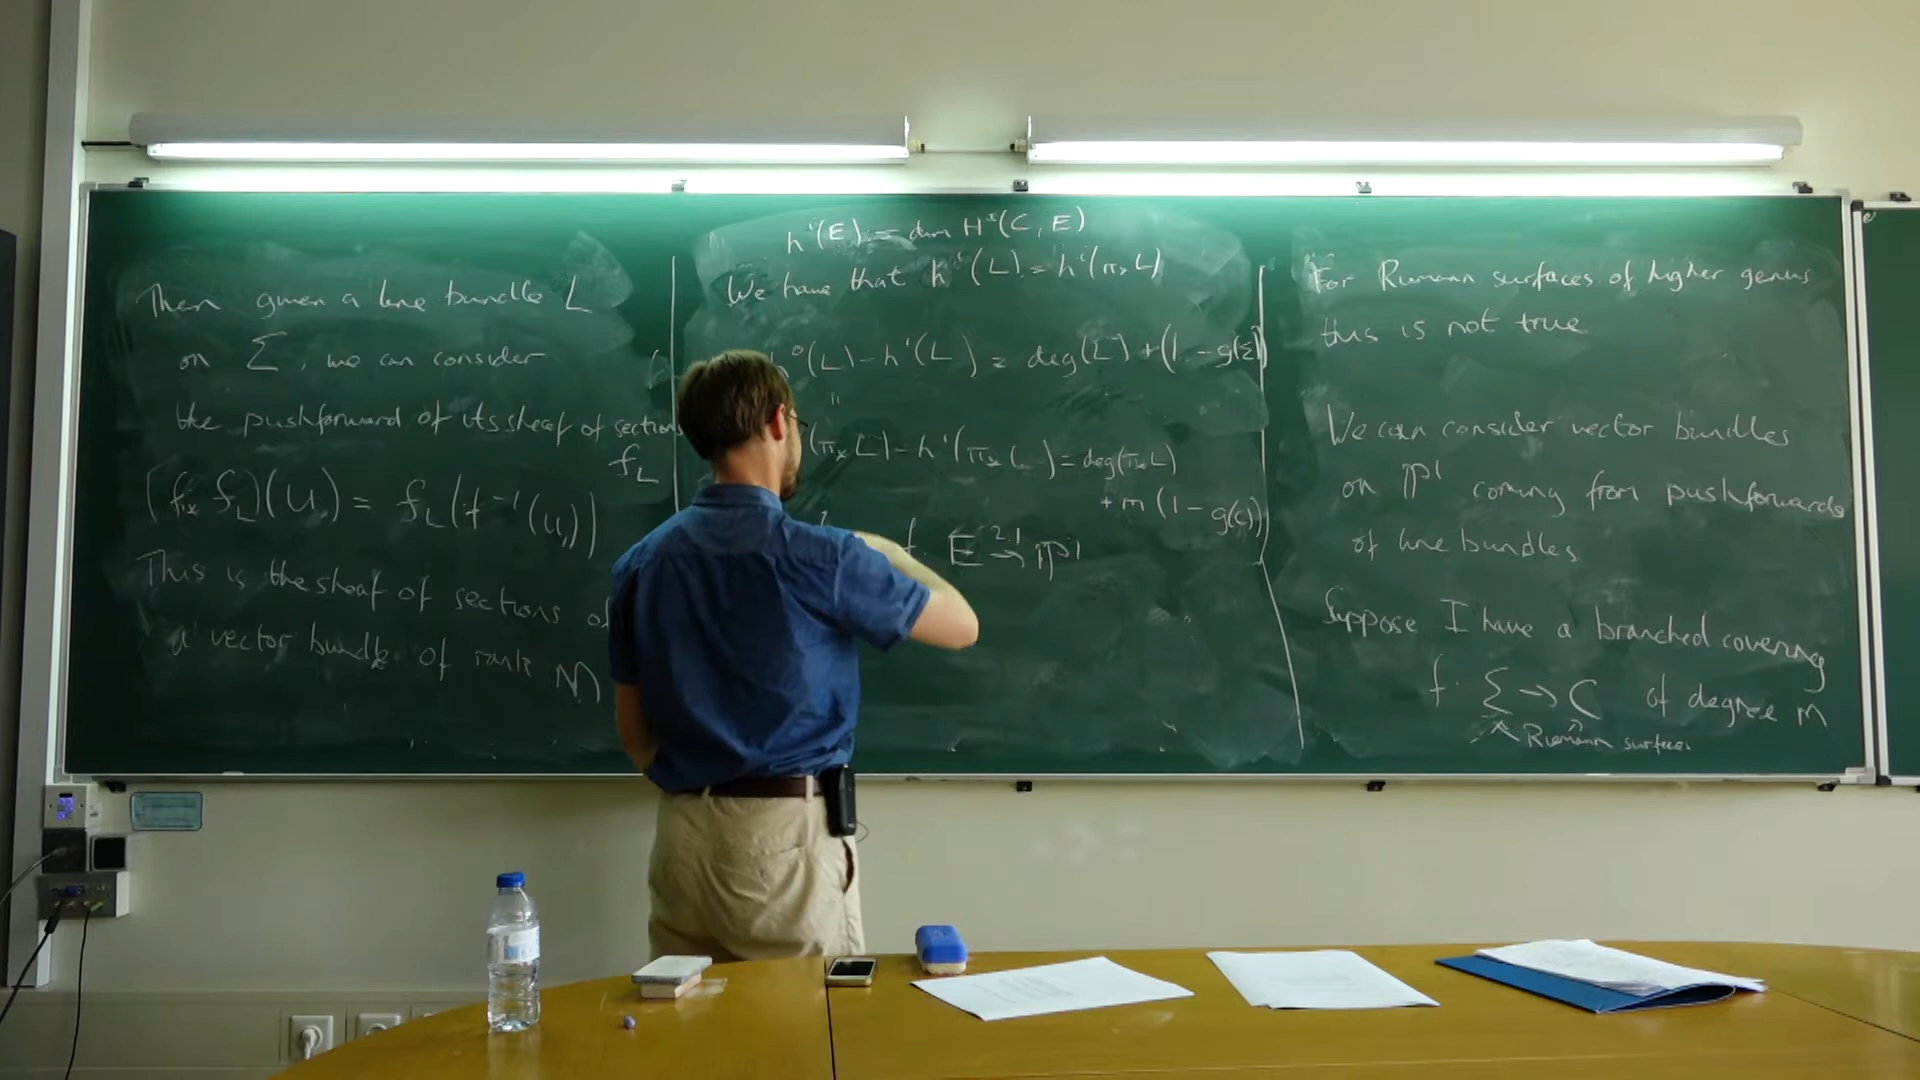 Then given a line bundle L
on Σ, we can consider
the pushforward of its sheaf of sections
f_L
(f_* f_L)(U) = f_L(f^{-1}(U))
This is the sheaf of sections of
a vector bundle of rank m
h^i(E) = dim H^i(C, E)
We have that h^i(L) = h^i(π_* L)
h^0(L) - h^1(L) = deg(L) + (1 - g(Σ))
"
(π_* L) - h^1(π_* L) = deg(π_* L)
+ m (1 - g(C))
f: E →^{2:1} ℙ^1
For Riemann surfaces of higher genus
this is not true
We can consider vector bundles
on ℙ^1 coming from pushforwards
of line bundles
Suppose I have a branched covering
f: Σ → C of degree m
Riemann surfaces